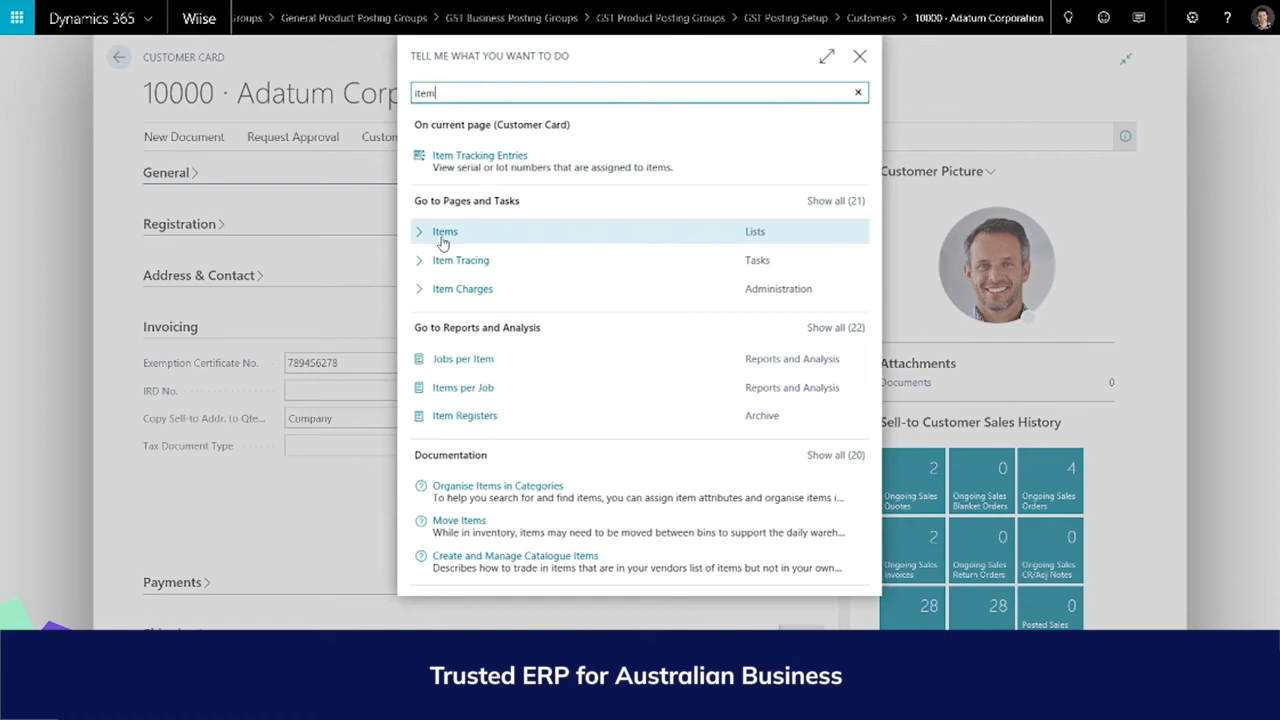 Dynamics 365
Wiise
Groups > General Product Posting Groups > GST Business Posting Groups > GST Product Posting Groups > GST Posting Setup > Customers > 10000 · Adatum Corporation
CUSTOMER CARD
10000 · Adatum Corp
New Document Request Approval
General
Registration
Address & Contact
Invoicing
Exemption Certificate No. 789456278
IRD No.
Copy Sell-to Addr. to Qte... Company
Tax Document Type
Payments
TELL ME WHAT YOU WANT TO DO
item
On current page (Customer Card)
Item Tracking Entries
View serial or lot numbers that are assigned to items.
Go to Pages and Tasks Show all (21)
Items Lists
Item Tracing Tasks
Item Charges Administration
Go to Reports and Analysis Show all (22)
Jobs per Item Reports and Analysis
Items per Job Reports and Analysis
Item Registers Archive
Documentation Show all (20)
Organise Items in Categories
To help you search for and find items, you can assign item attributes and organise items i...
Move Items
While in inventory, items may need to be moved between bins to support the daily wareh...
Create and Manage Catalogue Items
Describes how to trade in items that are in your vendors list of items but not in your own...
Customer Picture
Attachments
Documents 0
Sell-to Customer Sales History
2 0 4
Ongoing Sales Quotes
Ongoing Sales Blanket Orders
Ongoing Sales Orders
2 0 0
Ongoing Sales Invoices
Ongoing Sales Return Orders
Ongoing Sales CR/Adj Notes
28 28 0
Posted Sales
Trusted ERP for Australian Business